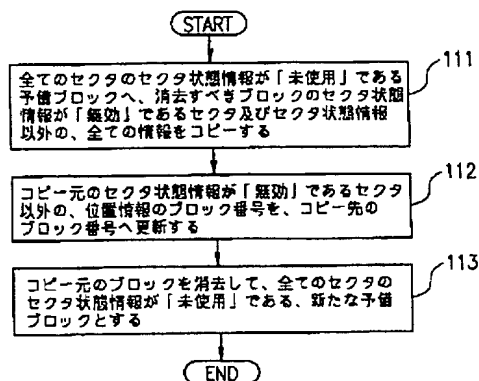 START
全てのセクタのセクタ状態情報が「未使用」である
予備ブロックへ、消去すべきブロックのセクタ状態
情報が「無効」であるセクタ及びセクタ状態情報
以外の、全ての情報をコピーする
111
コピー元のセクタ状態情報が「無効」であるセクタ
以外の、位置情報のブロック番号を、コピー先の
ブロック番号へ更新する
112
コピー元のブロックを消去して、全てのセクタの
セクタ状態情報が「未使用」である、新たな予備
ブロックとする
113
END